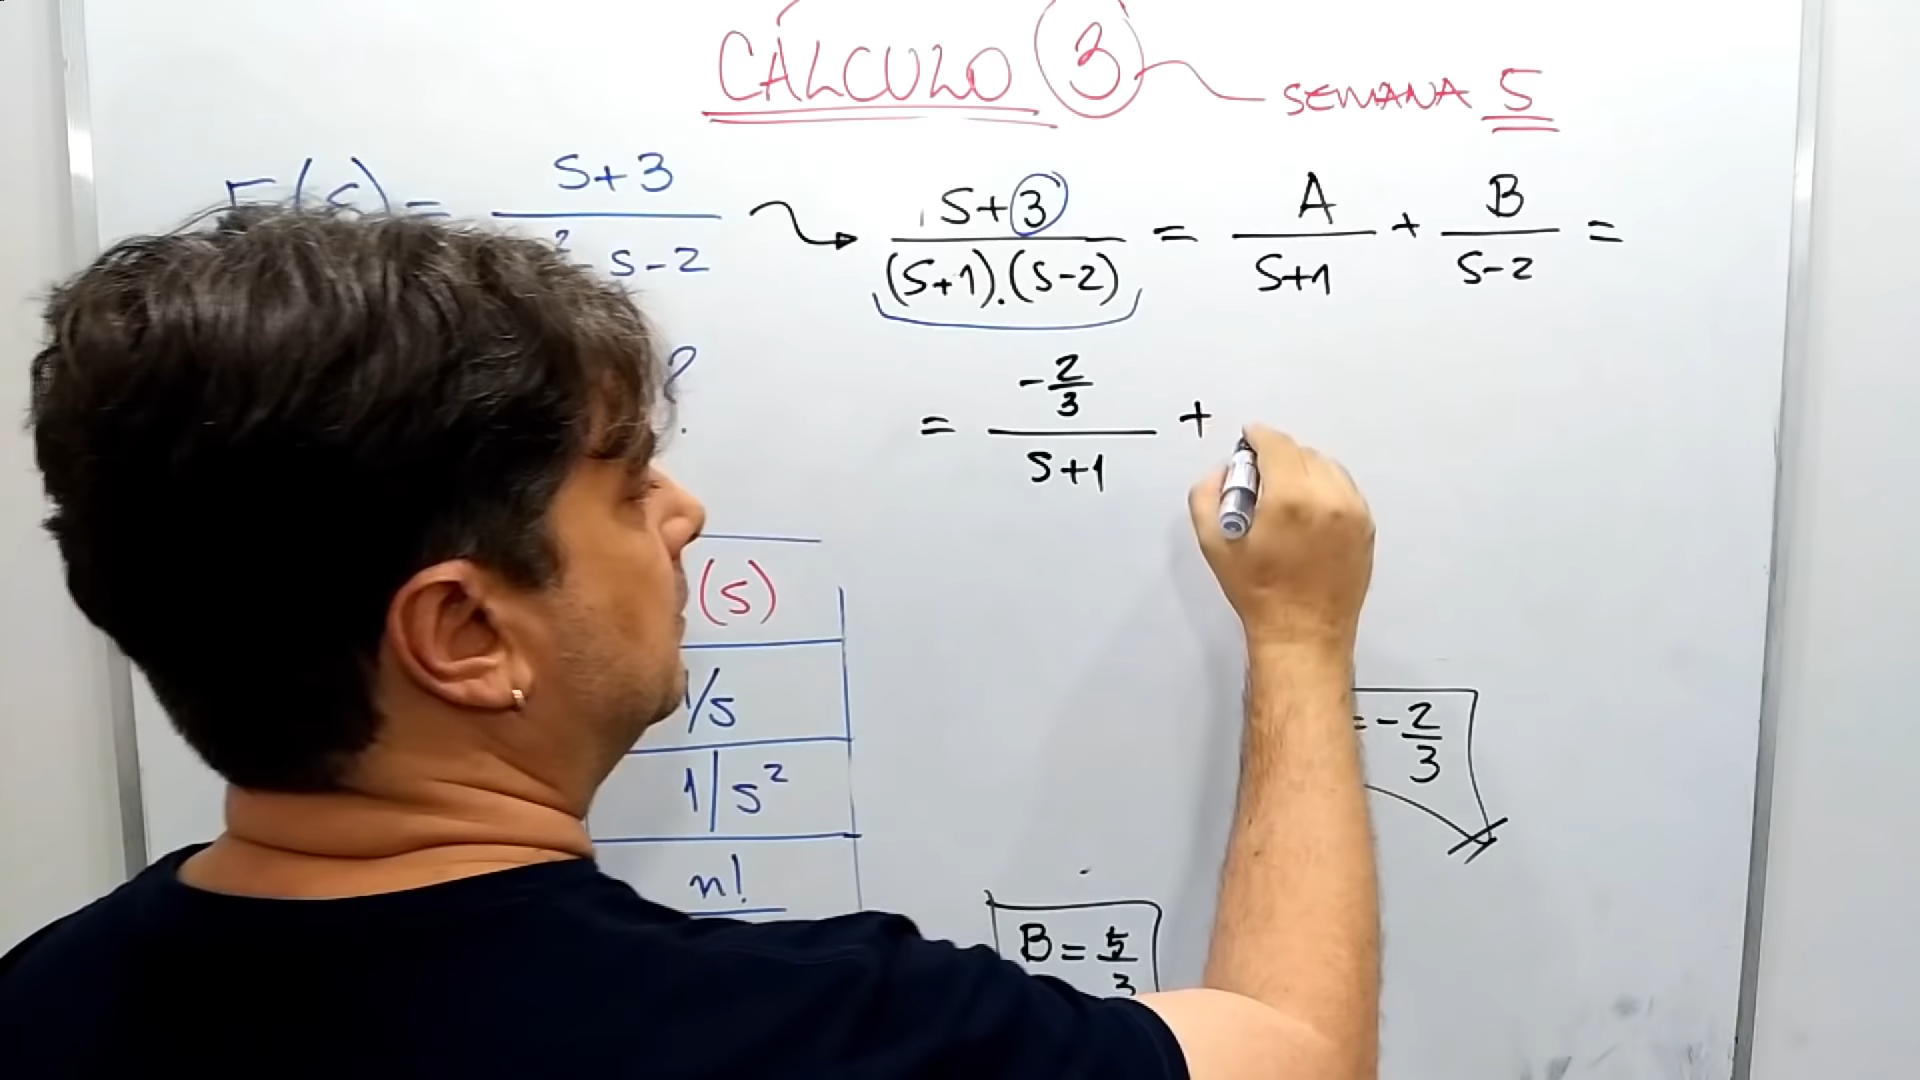 CÁLCULO 3 SEMANA 5
F(s) = s+3 / s-2
s+3 / (s+1).(s-2) = A / s+1 + B / s-2 =
?
= -2/3 / s+1 +
(s)
1/s
= -2/3
1/s²
n!
B = 5/3